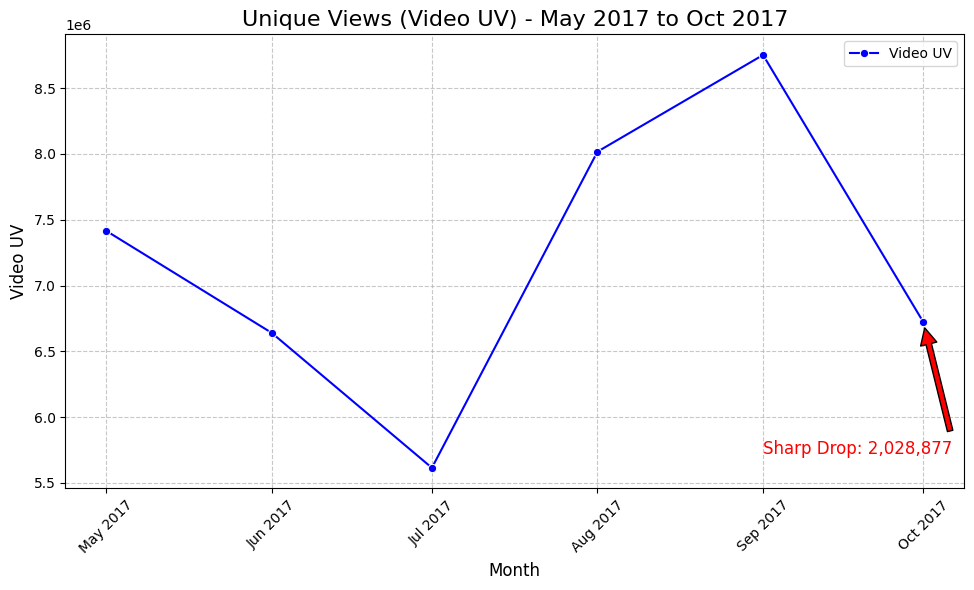 Unique Views (Video UV) - May 2017 to Oct 2017
1e6
Video UV
8.5
8.0
7.5
7.0
6.5
6.0
5.5
Video UV
Sharp Drop: 2,028,877
May 2017
Jun 2017
Jul 2017
Aug 2017
Sep 2017
Oct 2017
Month